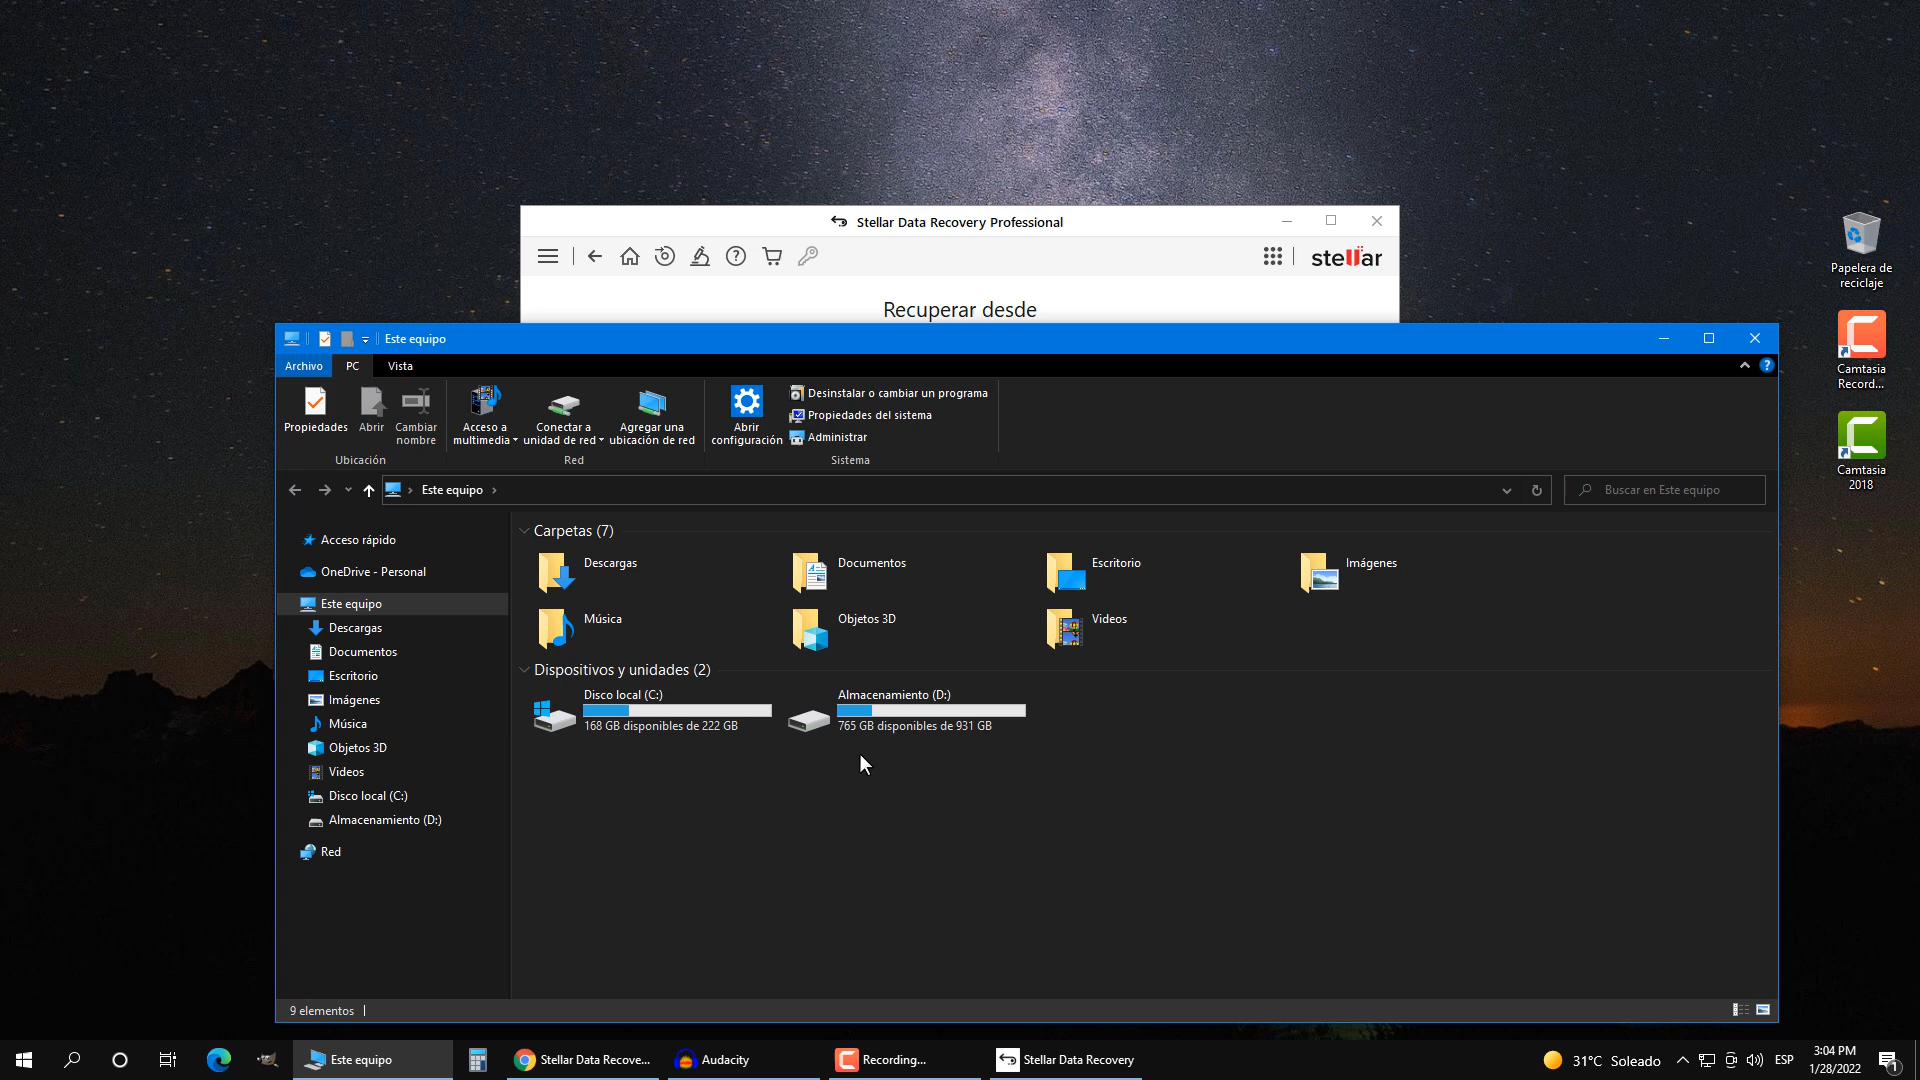 Stellar Data Recovery Professional
stellar
Recuperar desde
Este equipo
Archivo
PC
Vista
Propiedades
Abrir
Cambiar
nombre
Ubicación
Acceso a
multimedia
Conectar a
unidad de red
Agregar una
ubicación de red
Red
Abrir
configuración
Desinstalar o cambiar un programa
Propiedades del sistema
Administrar
Sistema
Este equipo
Buscar en Este equipo
Acceso rápido
OneDrive - Personal
Este equipo
Descargas
Documentos
Escritorio
Imágenes
Música
Objetos 3D
Videos
Disco local (C:)
Almacenamiento (D:)
Red
Carpetas (7)
Descargas
Documentos
Escritorio
Imágenes
Música
Objetos 3D
Videos
Dispositivos y unidades (2)
Disco local (C:)
168 GB disponibles de 222 GB
Almacenamiento (D:)
765 GB disponibles de 931 GB
9 elementos
Papelera de
reciclaje
Camtasia
Record...
Camtasia
2018
Este equipo
Stellar Data Recove...
Audacity
Recording...
Stellar Data Recovery
31°C Soleado
ESP
3:04 PM
1/28/2022
1